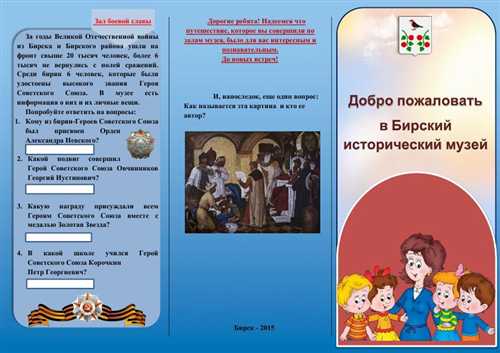 Зал боевой славы
За годы Великой Отечественной войны
из Бирска и Бирского района ушли на
фронт свыше 20 тысяч человек, более 6
тысяч не вернулись с полей сражений.
Среди бирян 6 человек, которые были
удостоены высокого звания Героя
Советского Союза. В музее есть
информация о них и их личные вещи.
Попробуйте ответить на вопросы:
1. Кому из бирян-Героев Советского Союза
был присвоен Орден
Александра Невского?
2. Какой подвиг совершил
Герой Советского Союза Овчинников
Георгий Иустинович?
3. Какую награду присуждали всем
Героям Советского Союза вместе с
медалью Золотая Звезда?
4. В какой школе учился Герой
Советского Союза Корочкин
Петр Георгиевич?
Дорогие ребята! Надеемся что
путешествие, которое вы совершили по
залам музея, было для вас интересным и
познавательным.
До новых встреч!
И, напоследок, еще один вопрос:
Как называется эта картина и кто ее
автор?
Бирск - 2015
Добро пожаловать
в Бирский
исторический музей